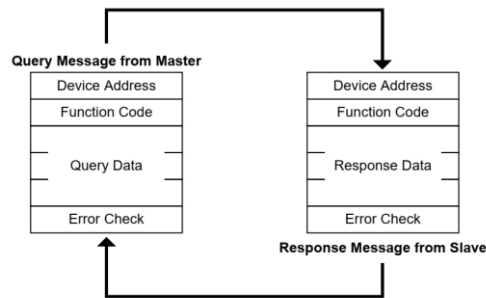 Query Message from Master
Device Address
Function Code
Query Data
Error Check
Device Address
Function Code
Response Data
Error Check
Response Message from Slave